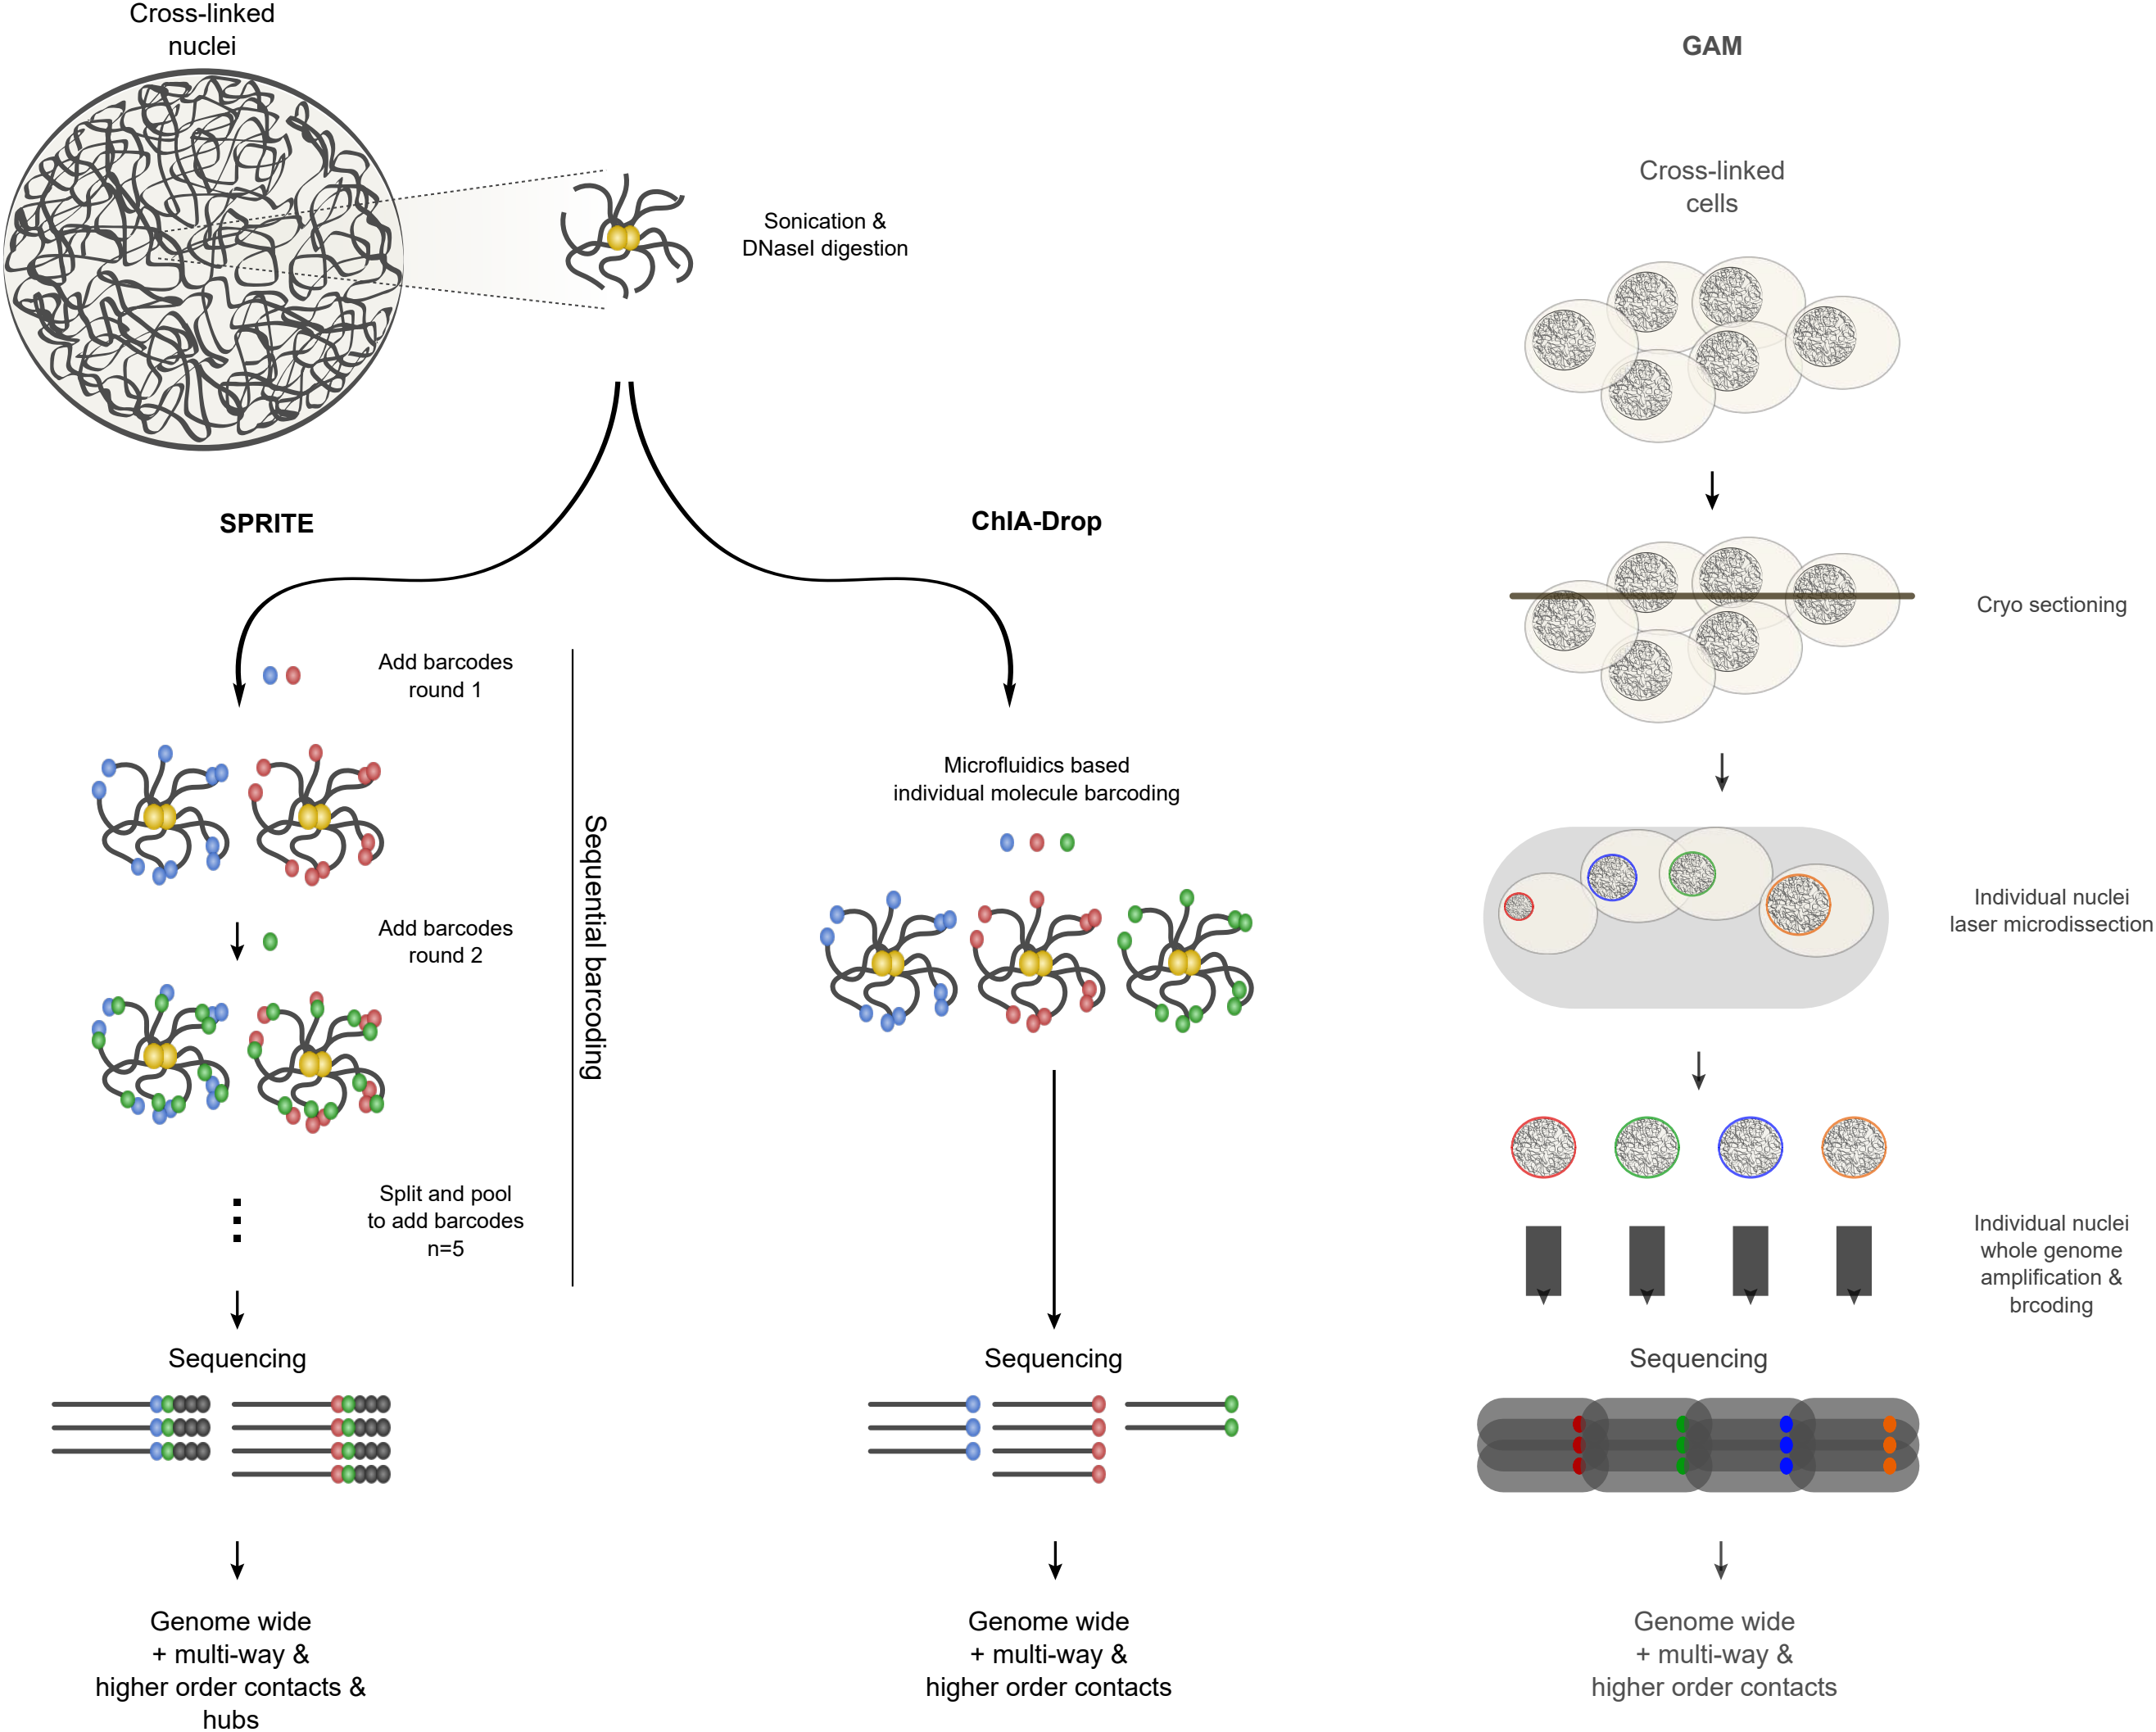 Cross-linked
nuclei
Sonication &
DNaseI digestion
SPRITE
Add barcodes
round 1
Add barcodes
round 2
Split and pool
to add barcodes
n=5
Sequential barcoding
Sequencing
Genome wide
+ multi-way &
higher order contacts &
hubs
ChIA-Drop
Microfluidics based
individual molecule barcoding
Sequencing
Genome wide
+ multi-way &
higher order contacts
GAM
Cross-linked
cells
Cryo sectioning
Individual nuclei
laser microdissection
Individual nuclei
whole genome
amplification &
brcoding
Sequencing
Genome wide
+ multi-way &
higher order contacts